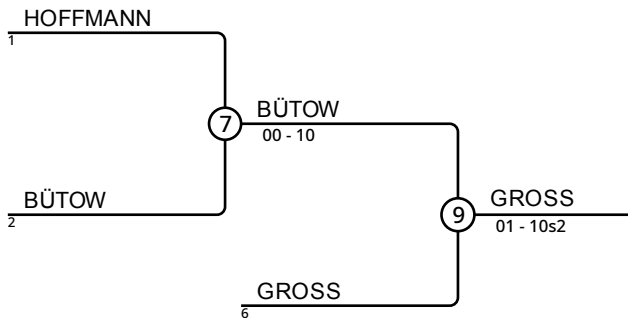 HOFFMANN
1
7
BÜTOW
00 - 10
BÜTOW
2
9
GROSS
01 - 10s2
GROSS
6